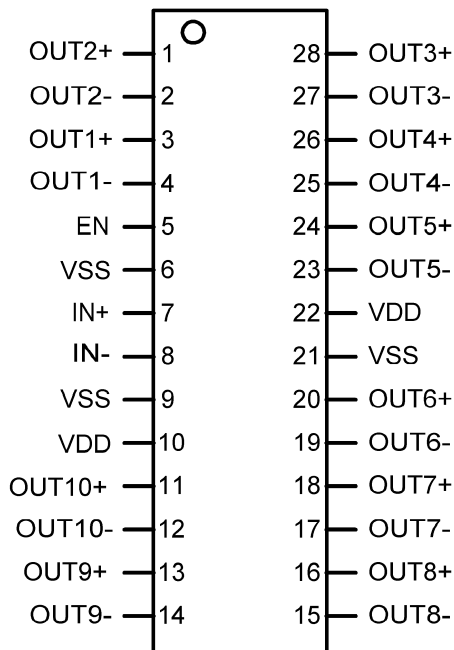 OUT2+ 1 28 OUT3+
OUT2- 2 27 OUT3-
OUT1+ 3 26 OUT4+
OUT1- 4 25 OUT4-
EN 5 24 OUT5+
VSS 6 23 OUT5-
IN+ 7 22 VDD
IN- 8 21 VSS
VSS 9 20 OUT6+
VDD 10 19 OUT6-
OUT10+ 11 18 OUT7+
OUT10- 12 17 OUT7-
OUT9+ 13 16 OUT8+
OUT9- 14 15 OUT8-